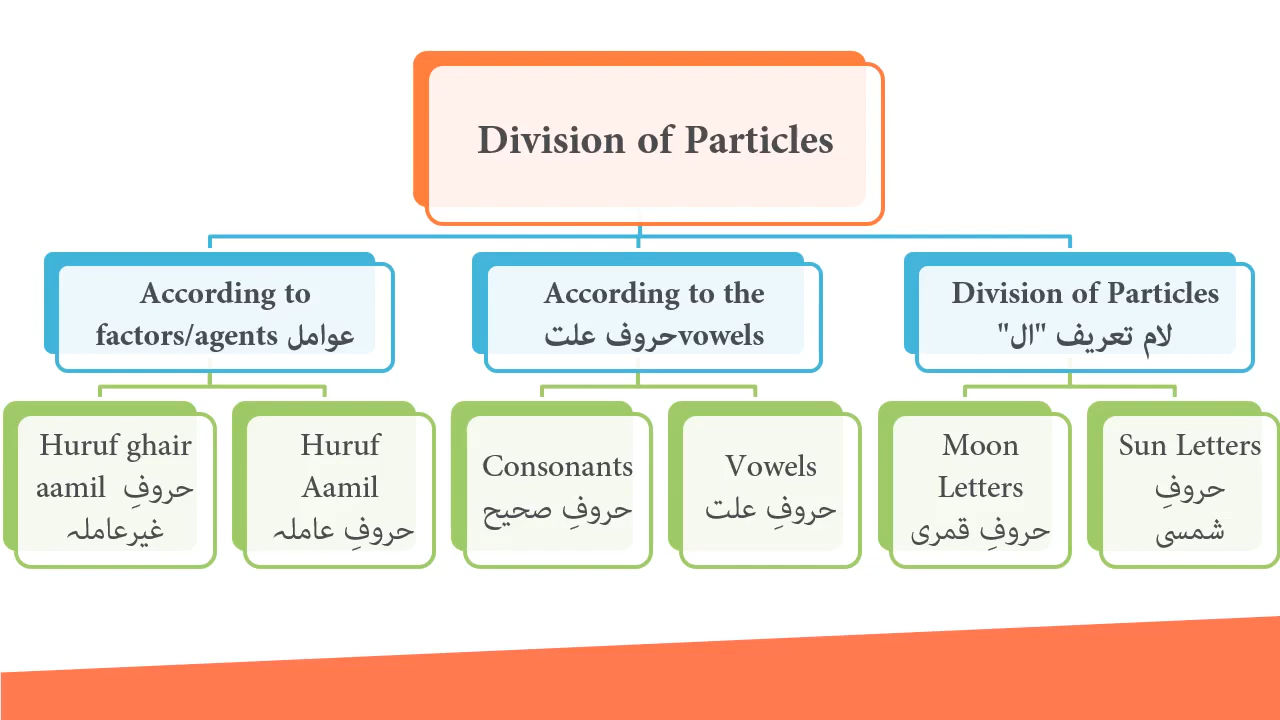 Division of Particles
According to
factors/agents عوامل
According to the
حروف علتvowels
Division of Particles
لام تعریف "ال"
Huruf ghair
aamil حروفِ
غیرعاملہ
Huruf
Aamil
حروفِ عاملہ
Consonants
حروفِ صحیح
Vowels
حروفِ علت
Moon
Letters
حروفِ قمری
Sun Letters
حروفِ
شمسی